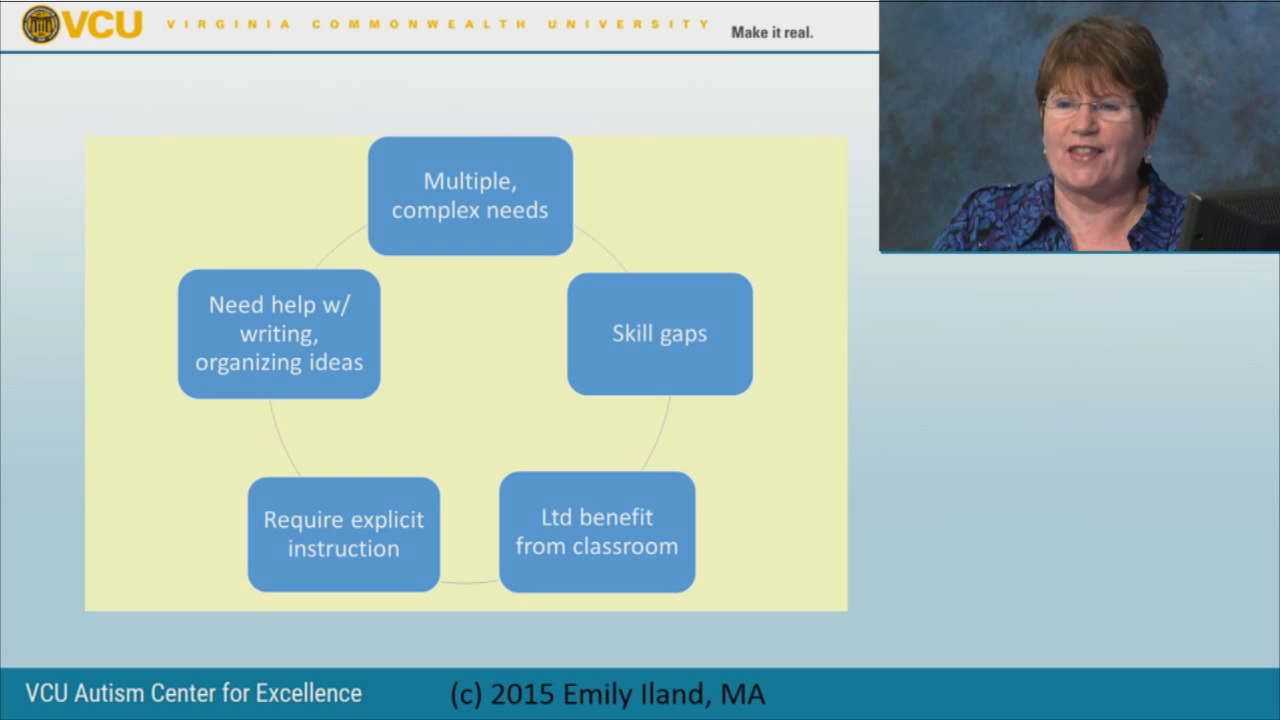 VCU VIRGINIA COMMONWEALTH UNIVERSITY Make it real.
Multiple,
complex needs
Need help w/
writing,
organizing ideas
Skill gaps
Require explicit
instruction
Ltd benefit
from classroom
VCU Autism Center for Excellence (c) 2015 Emily Iland, MA